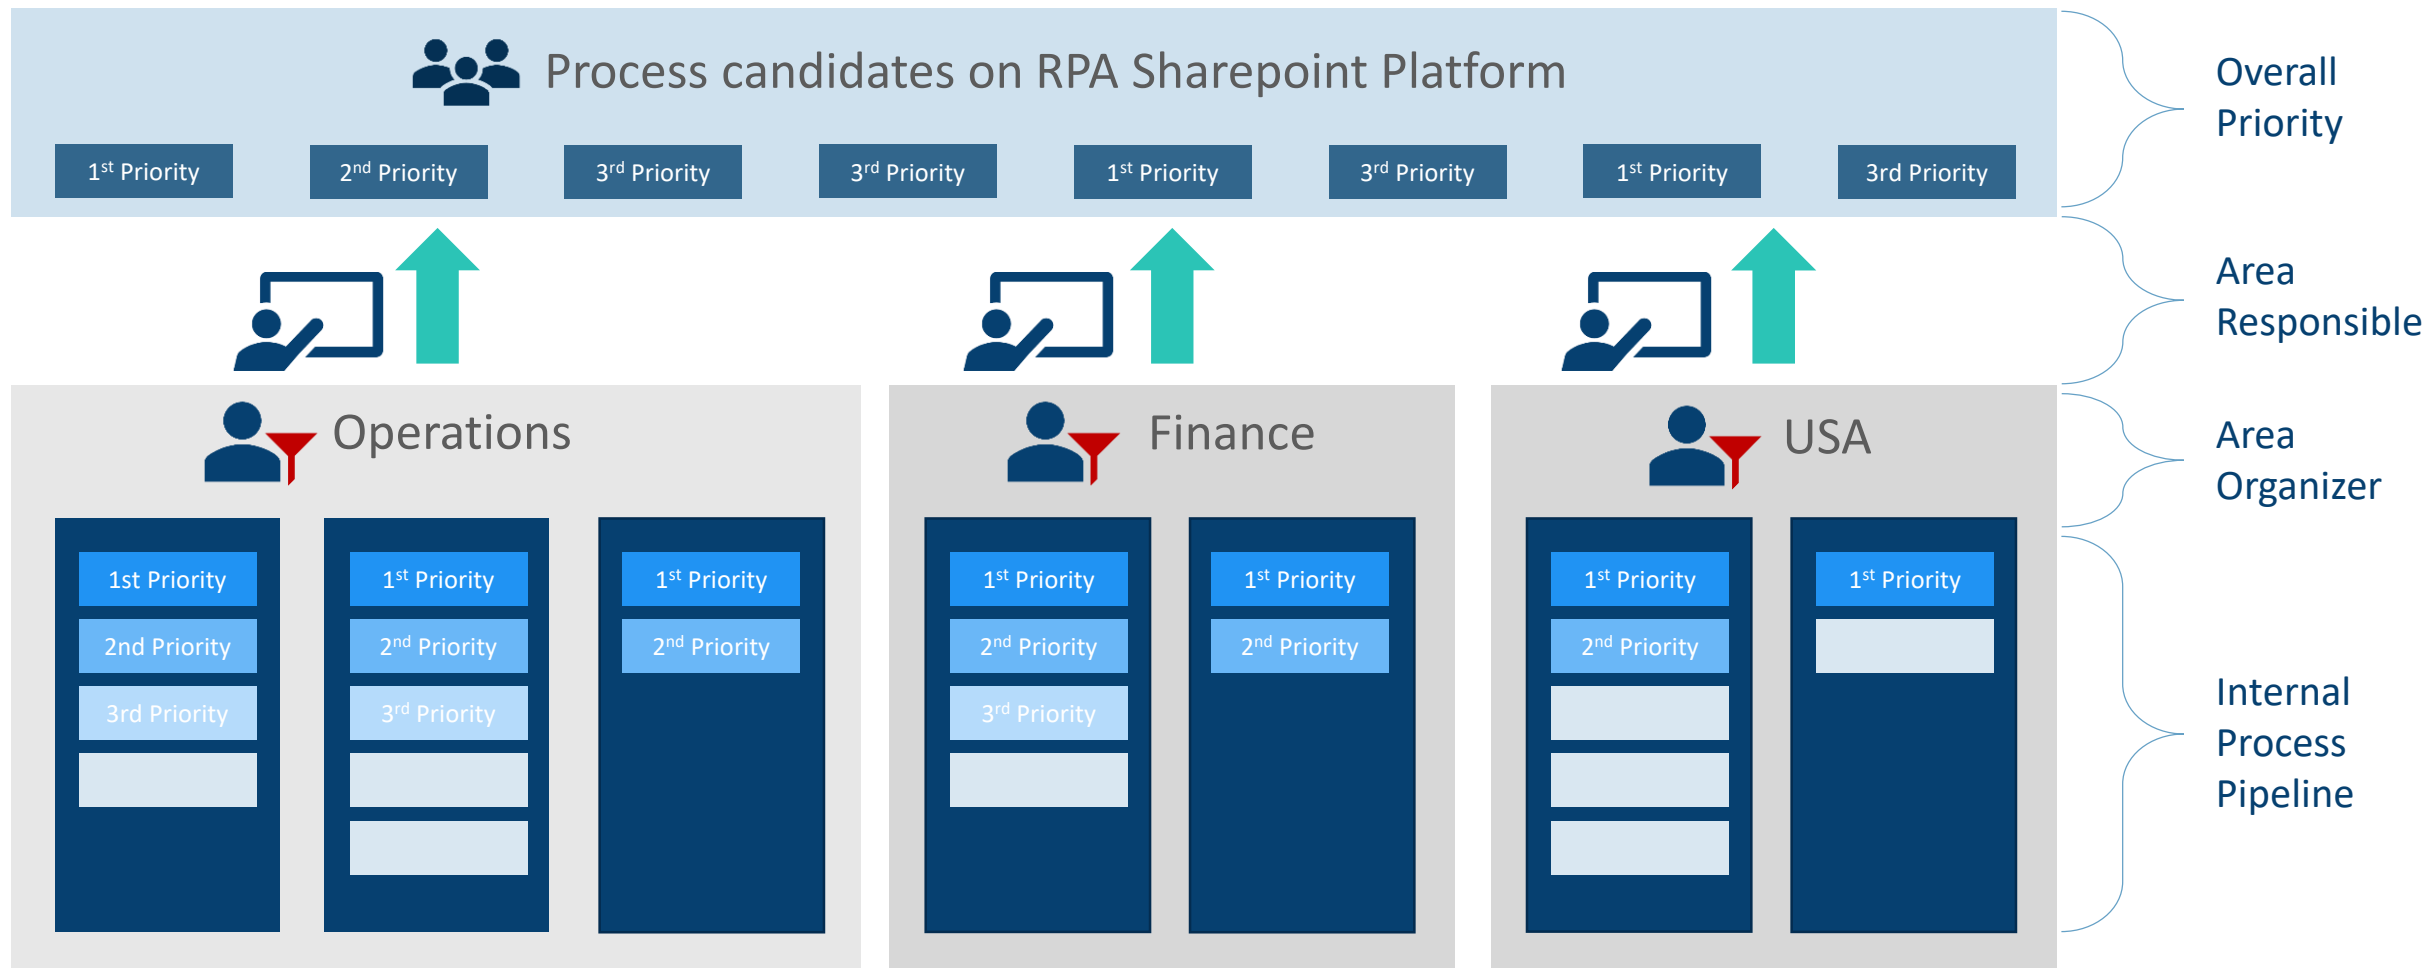 Process candidates on RPA Sharepoint Platform
1st Priority
2nd Priority
3rd Priority
3rd Priority
1st Priority
3rd Priority
1st Priority
3rd Priority
Overall
Priority
Area
Responsible
Operations
Finance
USA
Area
Organizer
1st Priority
2nd Priority
3rd Priority
1st Priority
2nd Priority
3rd Priority
1st Priority
2nd Priority
1st Priority
2nd Priority
3rd Priority
1st Priority
2nd Priority
1st Priority
2nd Priority
1st Priority
Internal
Process
Pipeline